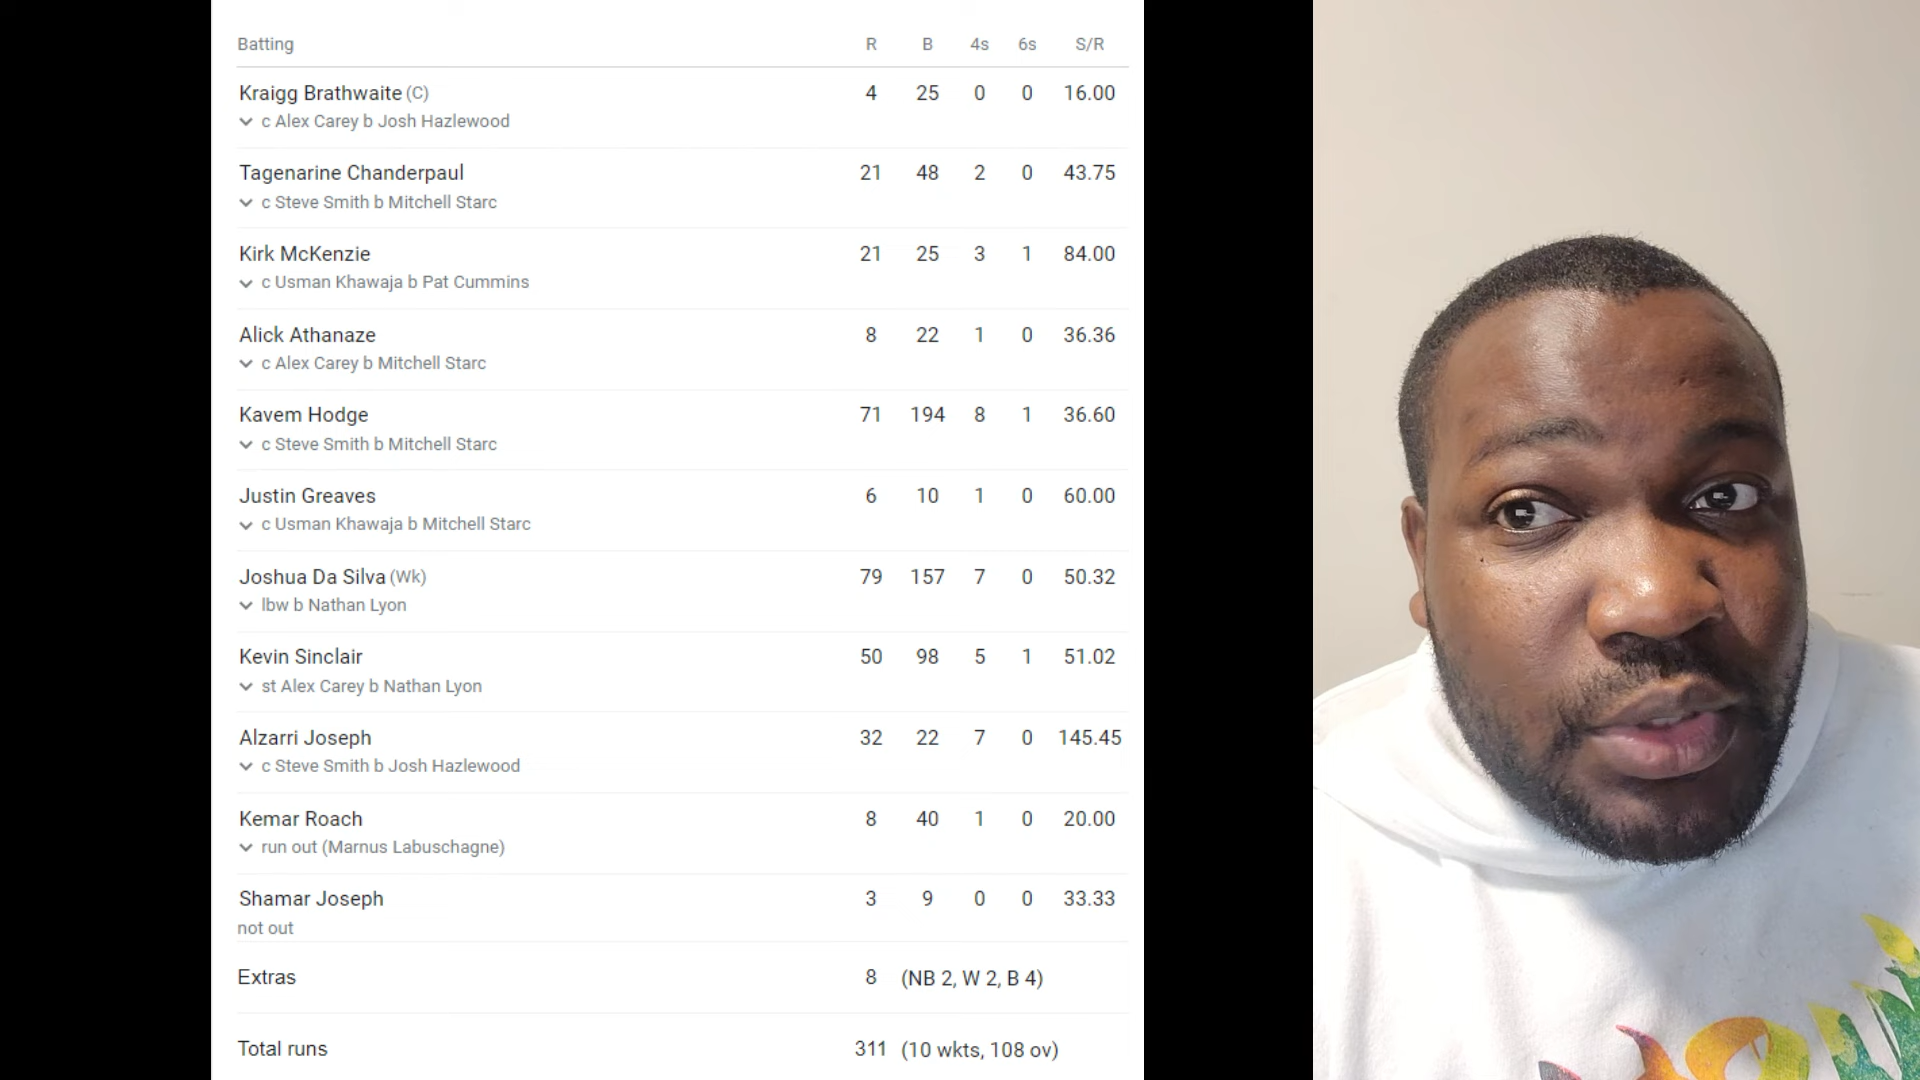 Batting R B 4s 6s S/R
Kraigg Brathwaite (C) 4 25 0 0 16.00
c Alex Carey b Josh Hazlewood
Tagenarine Chanderpaul 21 48 2 0 43.75
c Steve Smith b Mitchell Starc
Kirk McKenzie 21 25 3 1 84.00
c Usman Khawaja b Pat Cummins
Alick Athanaze 8 22 1 0 36.36
c Alex Carey b Mitchell Starc
Kavem Hodge 71 194 8 1 36.60
c Steve Smith b Mitchell Starc
Justin Greaves 6 10 1 0 60.00
c Usman Khawaja b Mitchell Starc
Joshua Da Silva (Wk) 79 157 7 0 50.32
lbw b Nathan Lyon
Kevin Sinclair 50 98 5 1 51.02
st Alex Carey b Nathan Lyon
Alzarri Joseph 32 22 7 0 145.45
c Steve Smith b Josh Hazlewood
Kemar Roach 8 40 1 0 20.00
run out (Marnus Labuschagne)
Shamar Joseph 3 9 0 0 33.33
not out
Extras 8 (NB 2, W 2, B 4)
Total runs 311 (10 wkts, 108 ov)